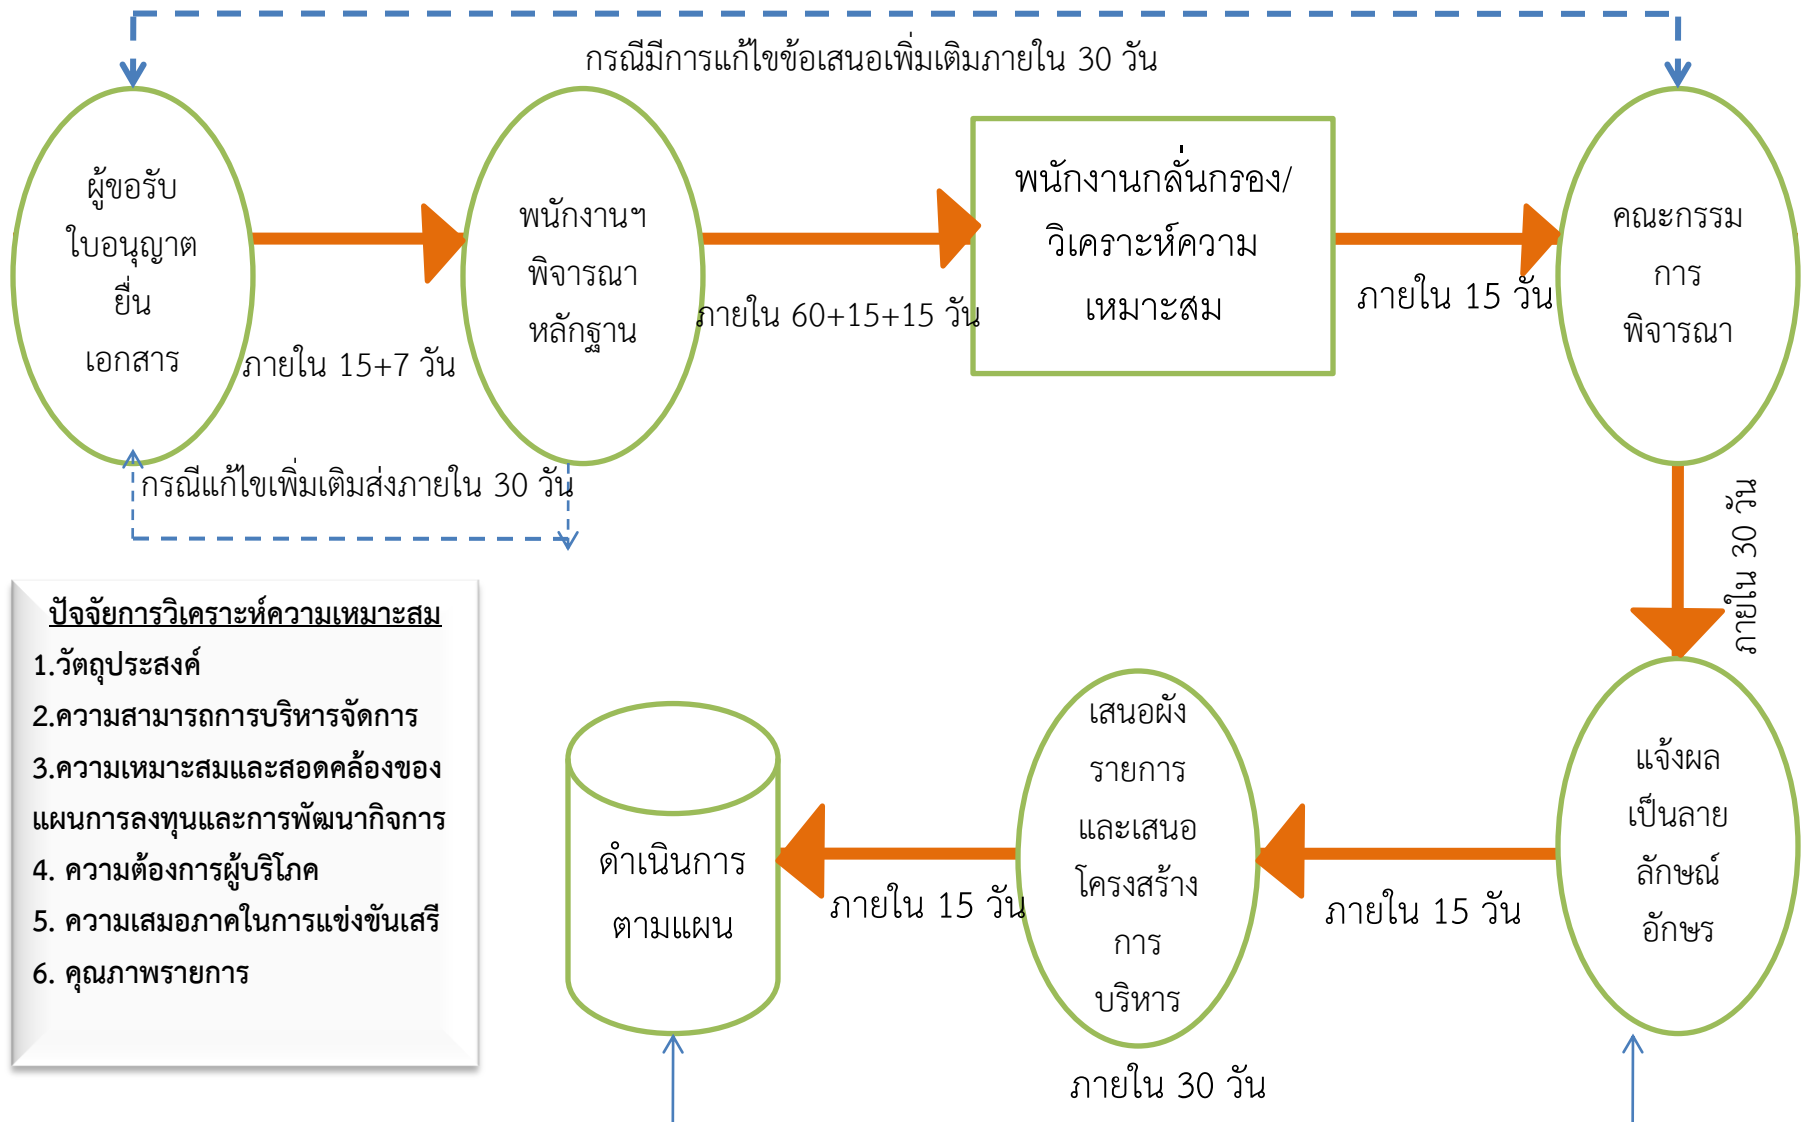 กรณีมีการแก้ไขข้อเสนอเพิ่มเติมภายใน 30 วัน
ผู้ขอรับ
ใบอนุญาต
ยื่น
เอกสาร
ภายใน 15+7 วัน
พนักงานฯ
พิจารณา
หลักฐาน
ภายใน 60+15+15 วัน
พนักงานกลั่นกรอง/
วิเคราะห์ความ
เหมาะสม
ภายใน 15 วัน
คณะกรรม
การ
พิจารณา
กรณีแก้ไขเพิ่มเติมส่งภายใน 30 วัน
ภายใน 30 วัน
ปัจจัยการวิเคราะห์ความเหมาะสม
1.วัตถุประสงค์
2.ความสามารถการบริหารจัดการ
3.ความเหมาะสมและสอดคล้องของ
แผนการลงทุนและการพัฒนากิจการ
4. ความต้องการผู้บริโภค
5. ความเสมอภาคในการแข่งขันเสรี
6. คุณภาพรายการ
แจ้งผล
เป็นลาย
ลักษณ์
อักษร
ภายใน 15 วัน
เสนอผัง
รายการ
และเสนอ
โครงสร้าง
การ
บริหาร
ภายใน 15 วัน
ดำเนินการ
ตามแผน
ภายใน 30 วัน